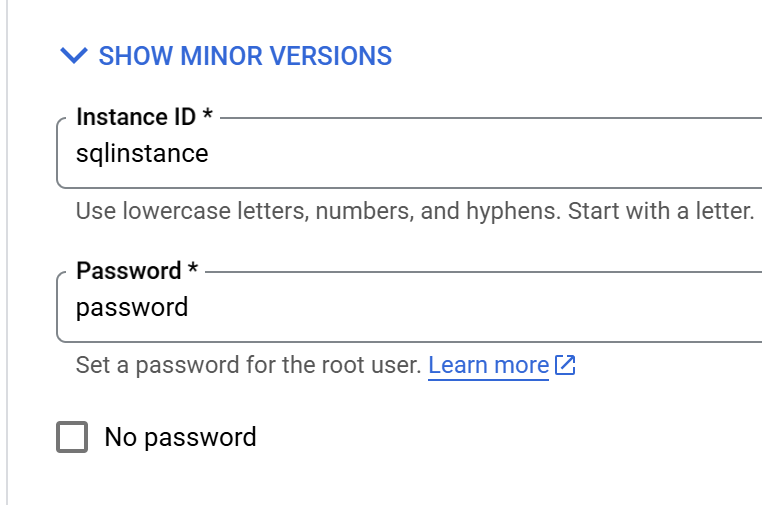 SHOW MINOR VERSIONS
Instance ID *
sqlinstance
Use lowercase letters, numbers, and hyphens. Start with a letter.
Password *
password
Set a password for the root user. Learn more
No password